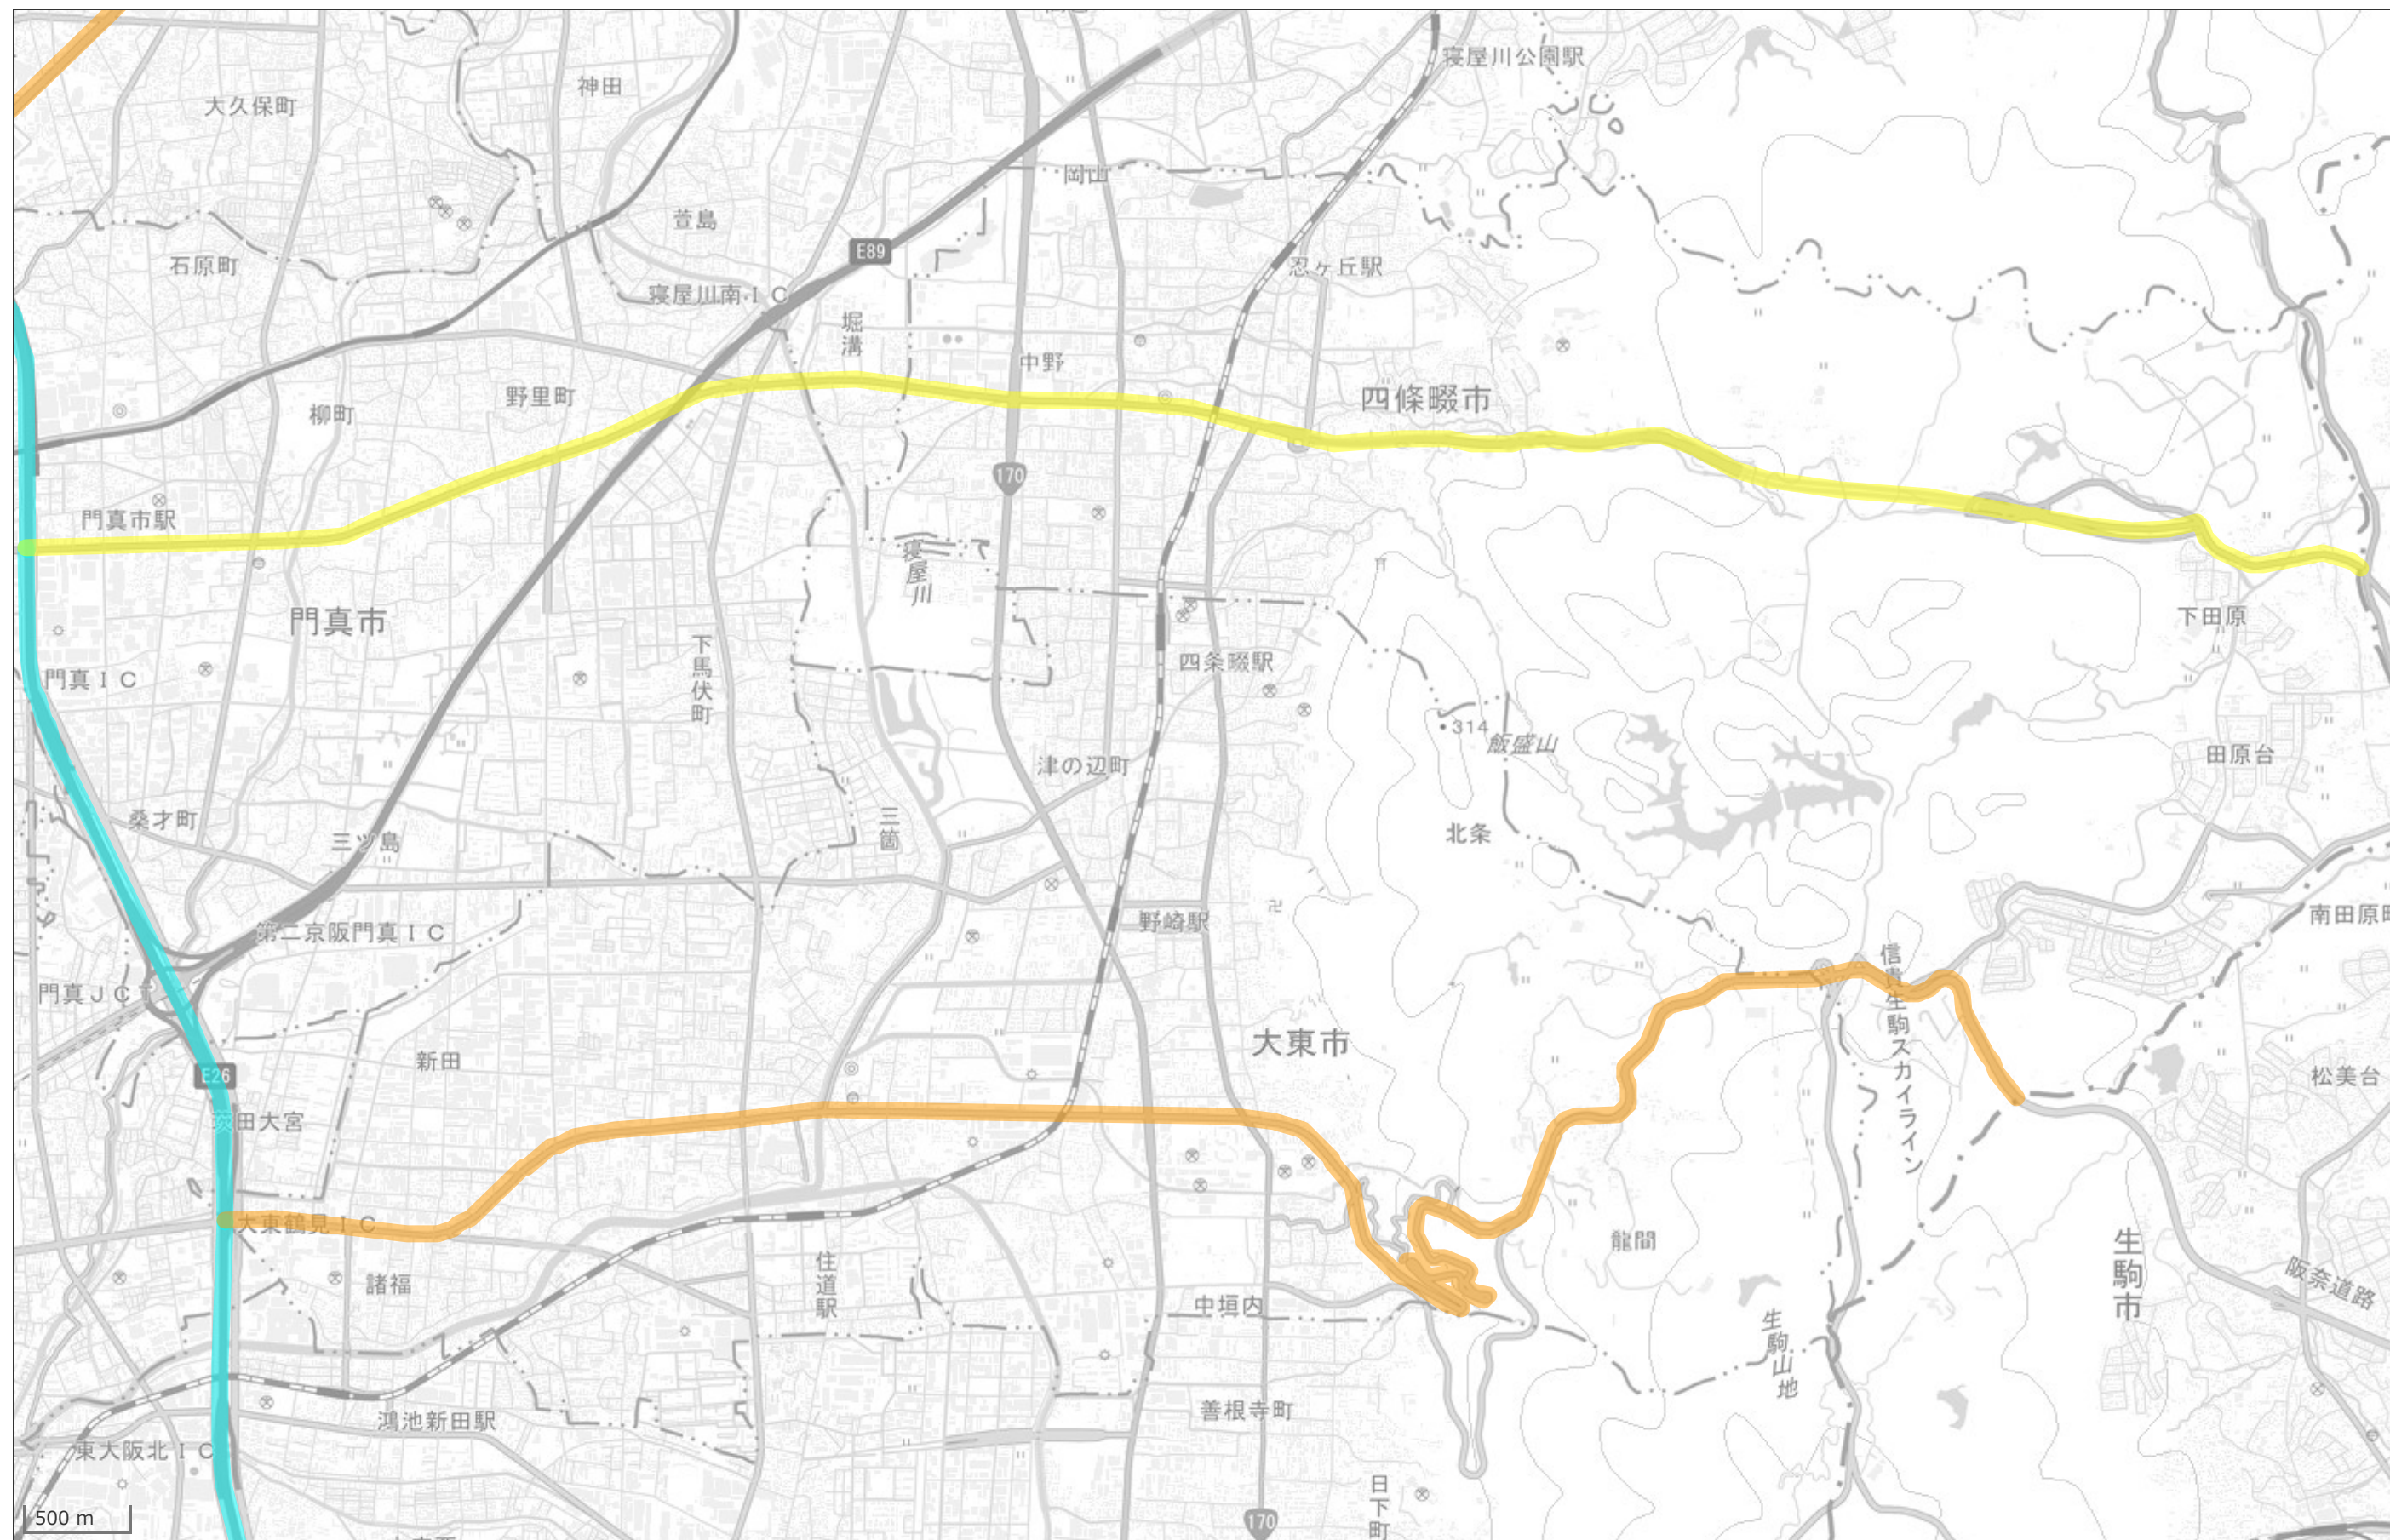 寝屋川公園駅
神田
大久保町
岡山
萱島
E89
石原町
忍ヶ丘駅
寝屋川南IC
堀溝
中野
野里町
四條畷市
柳町
170
門真市駅
寝屋川
門真市
下田原
下馬伏町
四条畷駅
門真IC
314
飯盛山
田原台
津の辺町
桑才町
三箇
三ツ島
北条
南田原町
野崎駅
第二京阪門真IC
信貴生駒スカイライン
門真JCT
大東市
新田
E26
松美台
茨田大宮
大東鶴見IC
龍間
生駒市
住道駅
諸福
阪奈道路
中垣内
生駒山地
善根寺町
鴻池新田駅
東大阪北IC
日下町
500 m
170